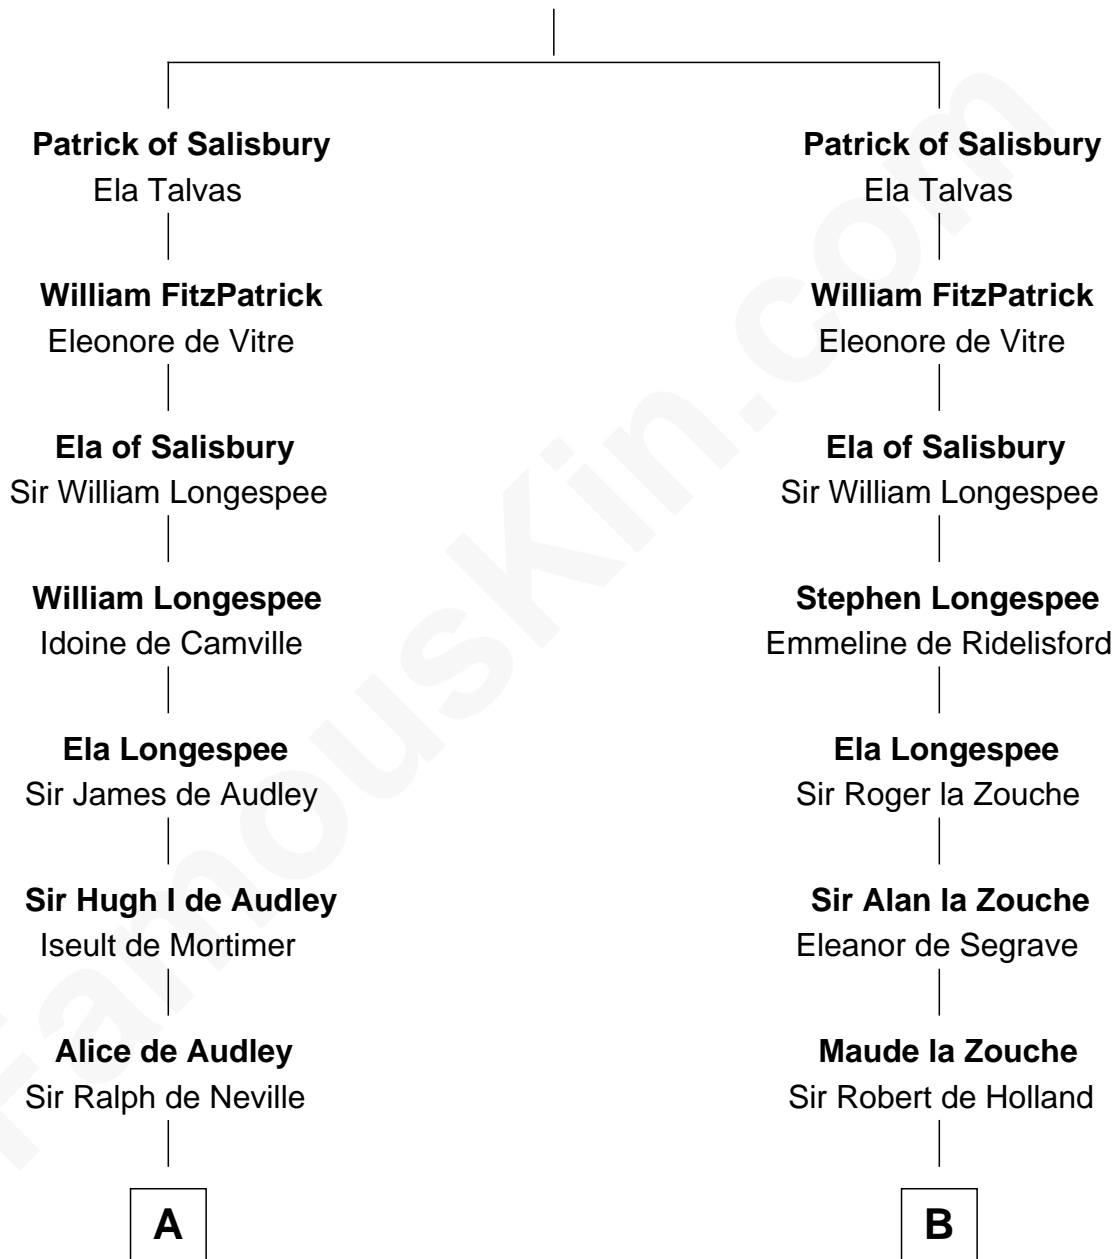 Patrick of Salisbury
Ela Talvas
William FitzPatrick
Eleonore de Vitre
Ela of Salisbury
Sir William Longespee
William Longespee
Idoine de Camville
Ela Longespee
Sir James de Audley
Sir Hugh I de Audley
Iseult de Mortimer
Alice de Audley
Sir Ralph de Neville
A
Patrick of Salisbury
Ela Talvas
William FitzPatrick
Eleonore de Vitre
Ela of Salisbury
Sir William Longespee
Stephen Longespee
Emmeline de Ridelisford
Ela Longespee
Sir Roger la Zouche
Sir Alan la Zouche
Eleanor de Segrave
Maude la Zouche
Sir Robert de Holland
B
FamousKin.com